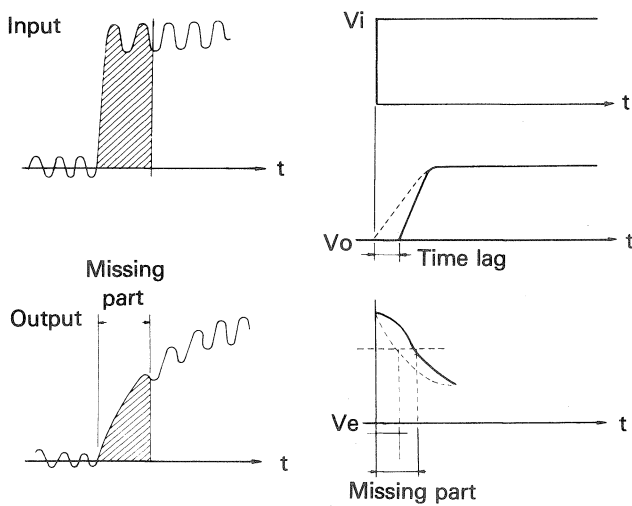 Input
t
Missing
part
Output
t
Vi
t
Vo
t
Time lag
Ve
t
Missing part